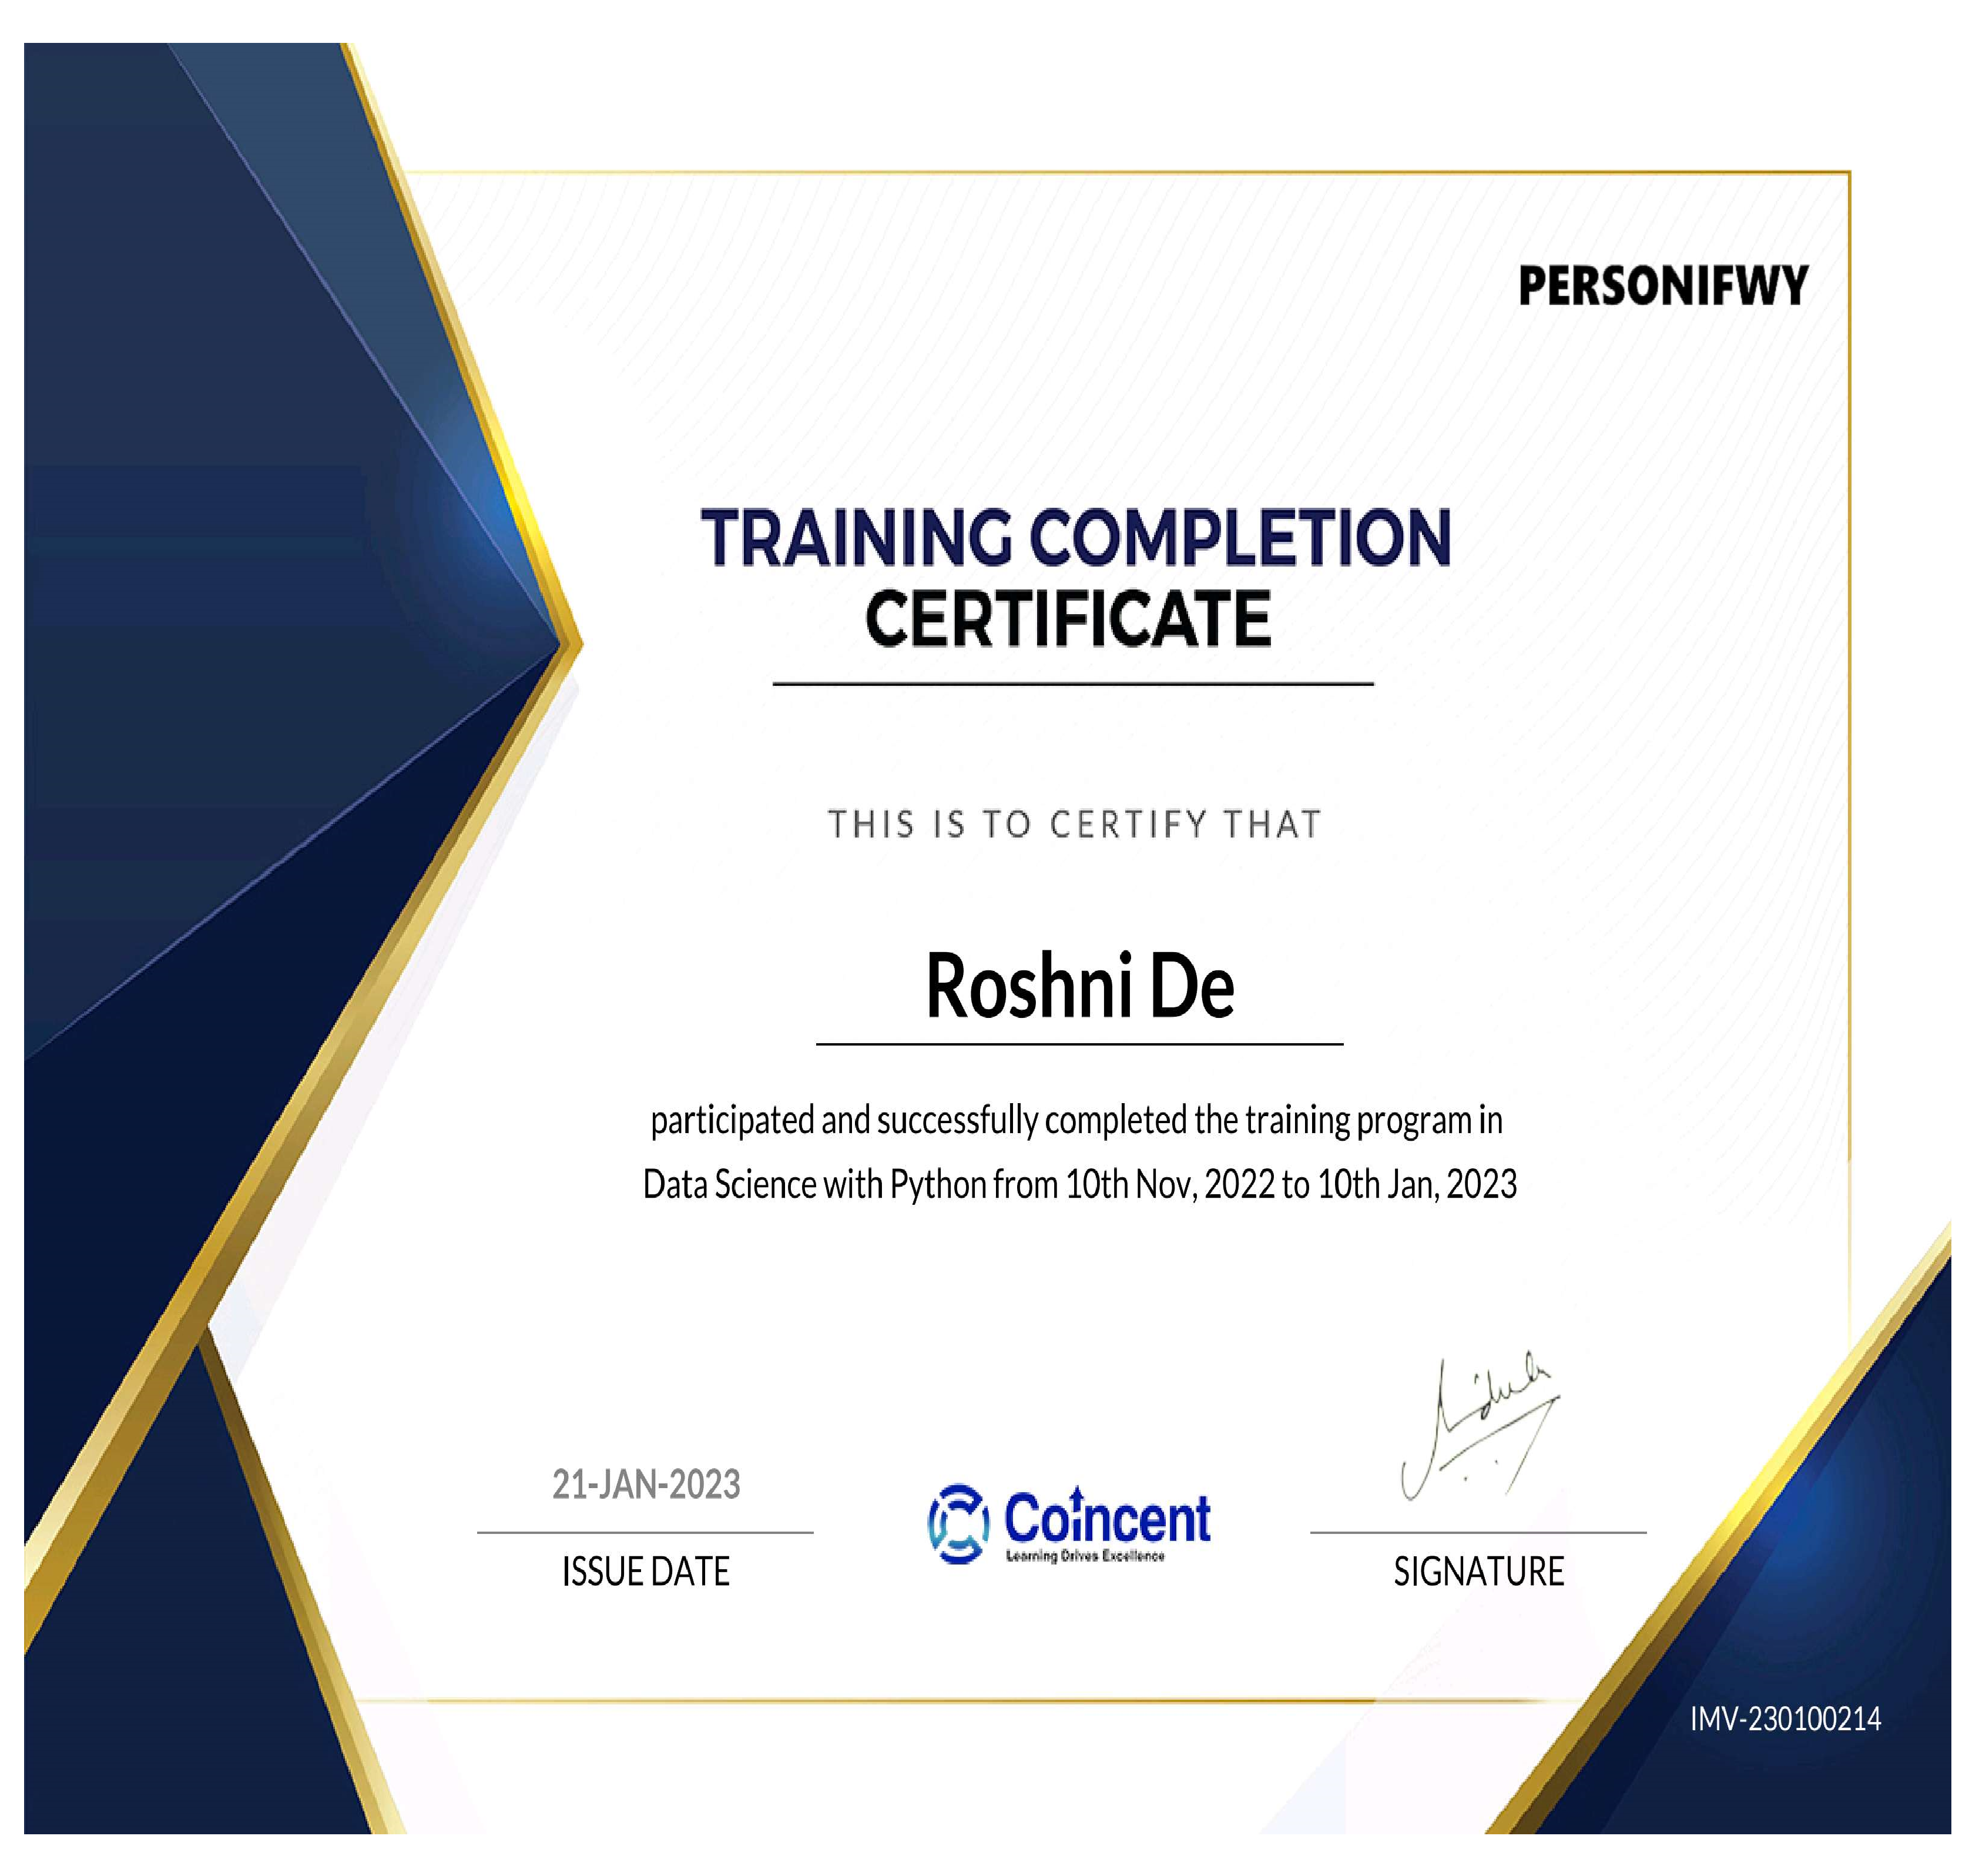 PERSONIFWY
TRAINING COMPLETION
CERTIFICATE
THIS IS TO CERTIFY THAT
Roshni De
participated and successfully completed the training program in
Data Science with Python from 10th Nov, 2022 to 10th Jan, 2023
21-JAN-2023
ISSUE DATE
Coincent
Learning Drives Excellence
SIGNATURE
IMV-230100214